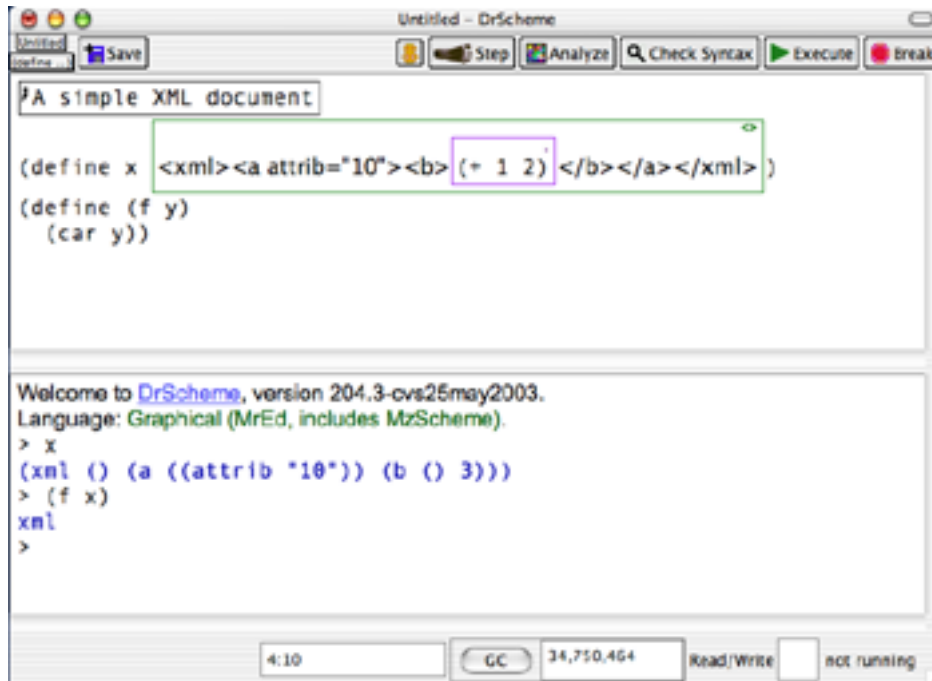 Untitled - DrScheme
Untitled
(define ...)
Save
Step
Analyze
Check Syntax
Execute
Break
A simple XML document
<>
(define x <xml><a attrib="10"><b> (+ 1 2) </b></a></xml> )
(define (f y)
(car y))
Welcome to DrScheme, version 204.3-cvs25may2003.
Language: Graphical (MrEd, includes MzScheme).
> x
(xml () (a ((attrib "10")) (b () 3)))
> (f x)
xml
>
4:10
GC
34,750,464
Read/Write
not running